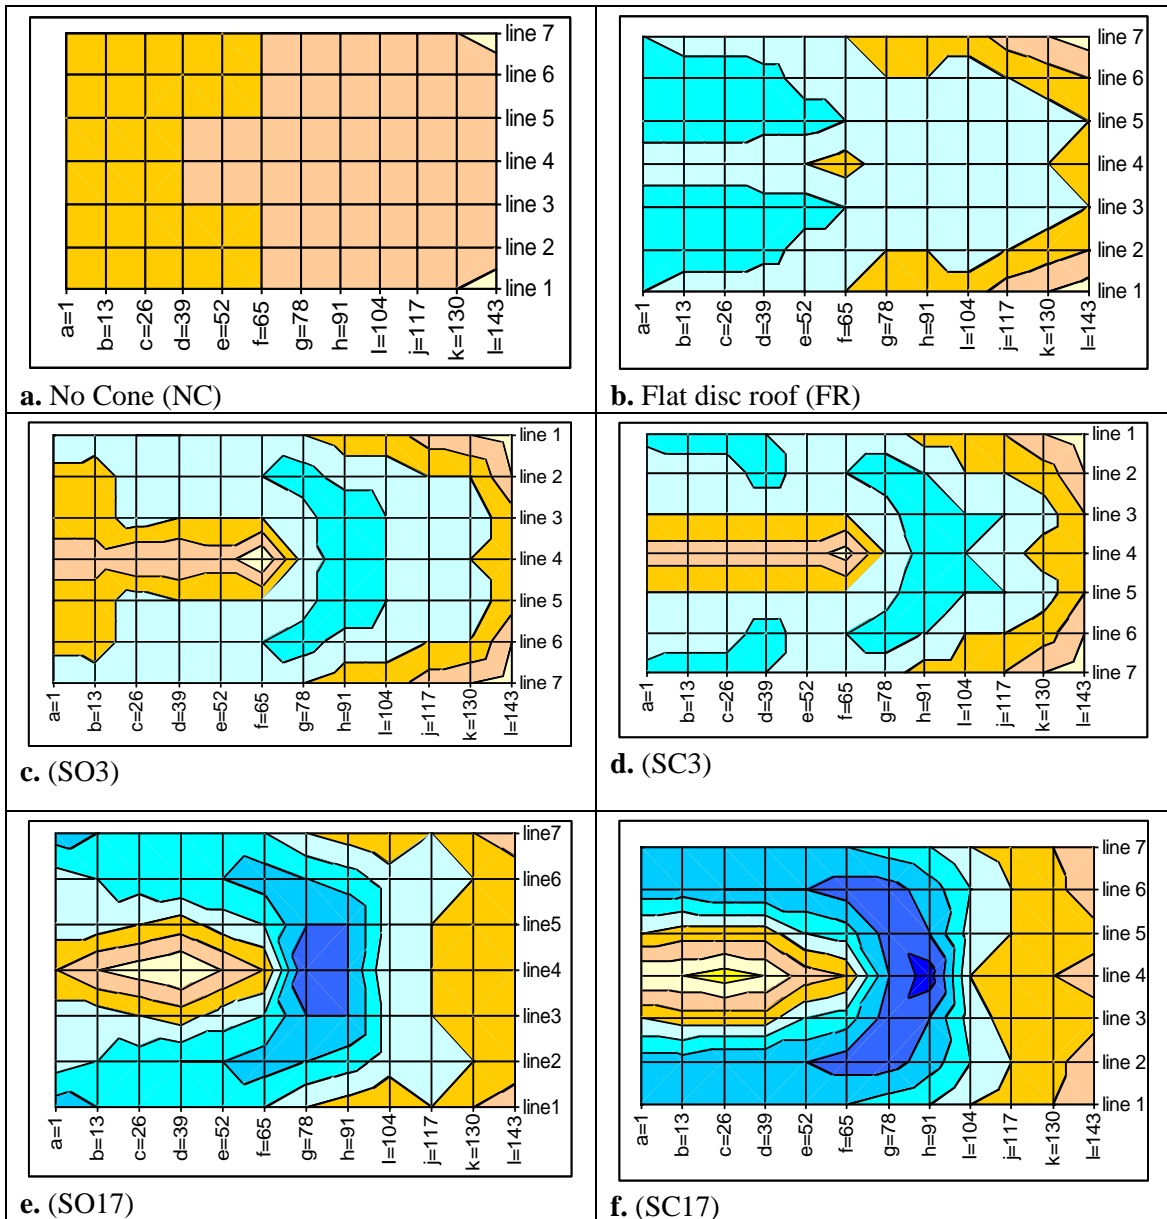 line 7
line 6
line 5
line 4
line 3
line 2
line 1
a=1
b=13
c=26
d=39
e=52
f=65
g=78
h=91
l=104
j=117
k=130
l=143
a. No Cone (NC)
line 7
line 6
line 5
line 4
line 3
line 2
line 1
a=1
b=13
c=26
d=39
e=52
f=65
g=78
h=91
l=104
j=117
k=130
l=143
b. Flat disc roof (FR)
line 1
line 2
line 3
line 4
line 5
line 6
line 7
a=1
b=13
c=26
d=39
e=52
f=65
g=78
h=91
l=104
j=117
k=130
l=143
c. (SO3)
line 1
line 2
line 3
line 4
line 5
line 6
line 7
a=1
b=13
c=26
d=39
e=52
f=65
g=78
h=91
l=104
j=117
k=130
l=143
d. (SC3)
line7
line6
line5
line4
line3
line2
line1
a=1
b=13
c=26
d=39
e=52
f=65
g=78
h=91
l=104
j=117
k=130
l=143
e. (SO17)
line 7
line 6
line 5
line 4
line 3
line 2
line 1
a=1
b=13
c=26
d=39
e=52
f=65
g=78
h=91
l=104
j=117
k=130
l=143
f. (SC17)